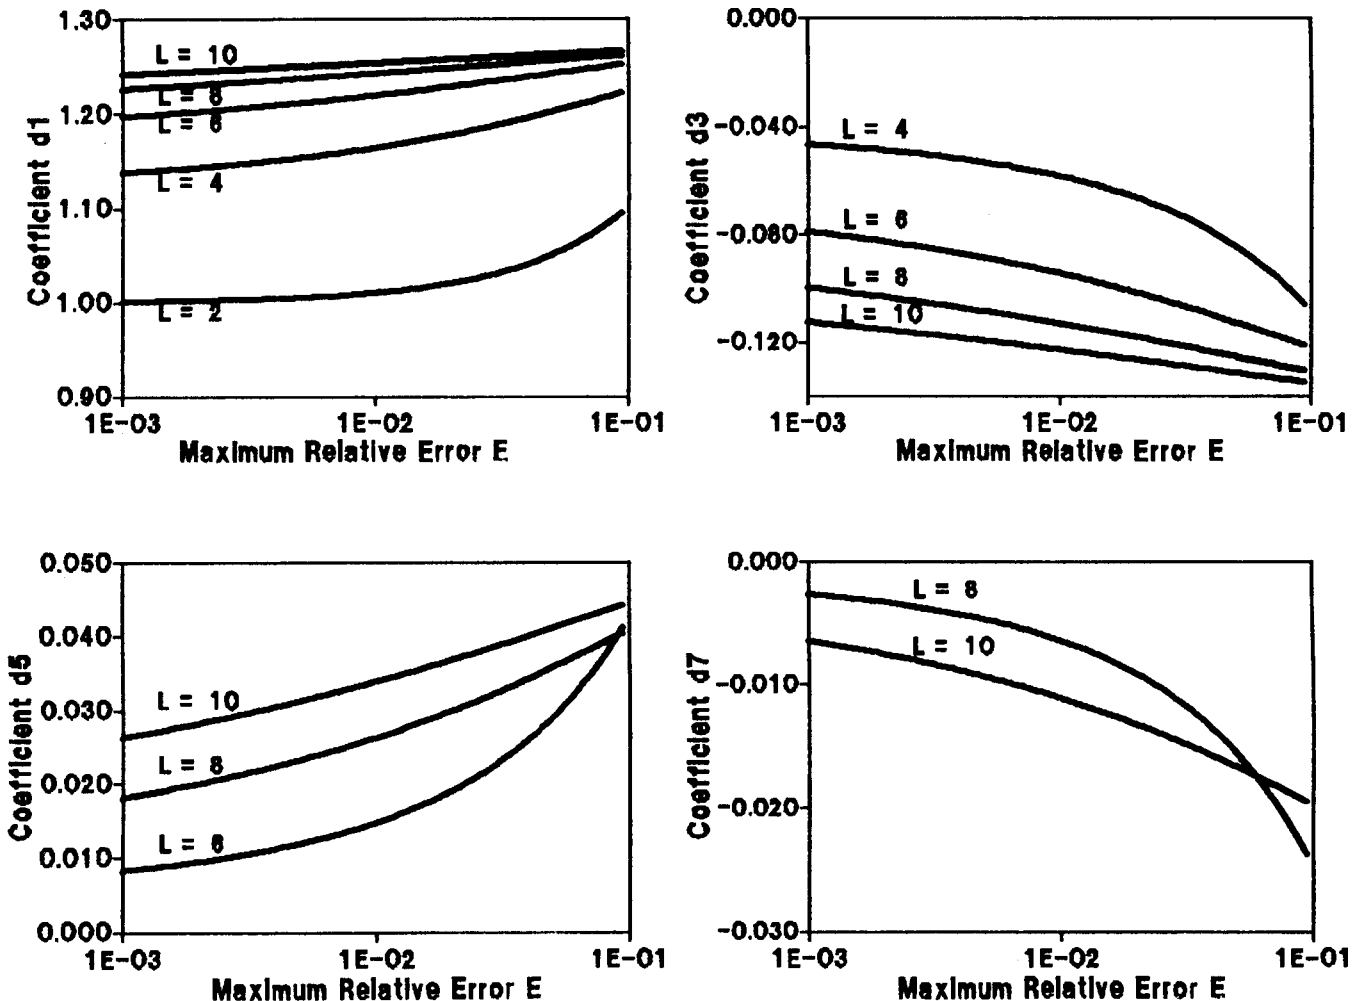 1.30
1.20
1.10
1.00
0.90
Coefficient d1
L = 10
L = 8
L = 6
L = 4
L = 2
1E-03
1E-02
1E-01
Maximum Relative Error E
0.000
-0.040
-0.080
-0.120
Coefficient d3
L = 4
L = 6
L = 8
L = 10
1E-03
1E-02
1E-01
Maximum Relative Error E
0.050
0.040
0.030
0.020
0.010
0.000
Coefficient d5
L = 10
L = 8
L = 6
1E-03
1E-02
1E-01
Maximum Relative Error E
0.000
-0.010
-0.020
-0.030
Coefficient d7
L = 8
L = 10
1E-03
1E-02
1E-01
Maximum Relative Error E